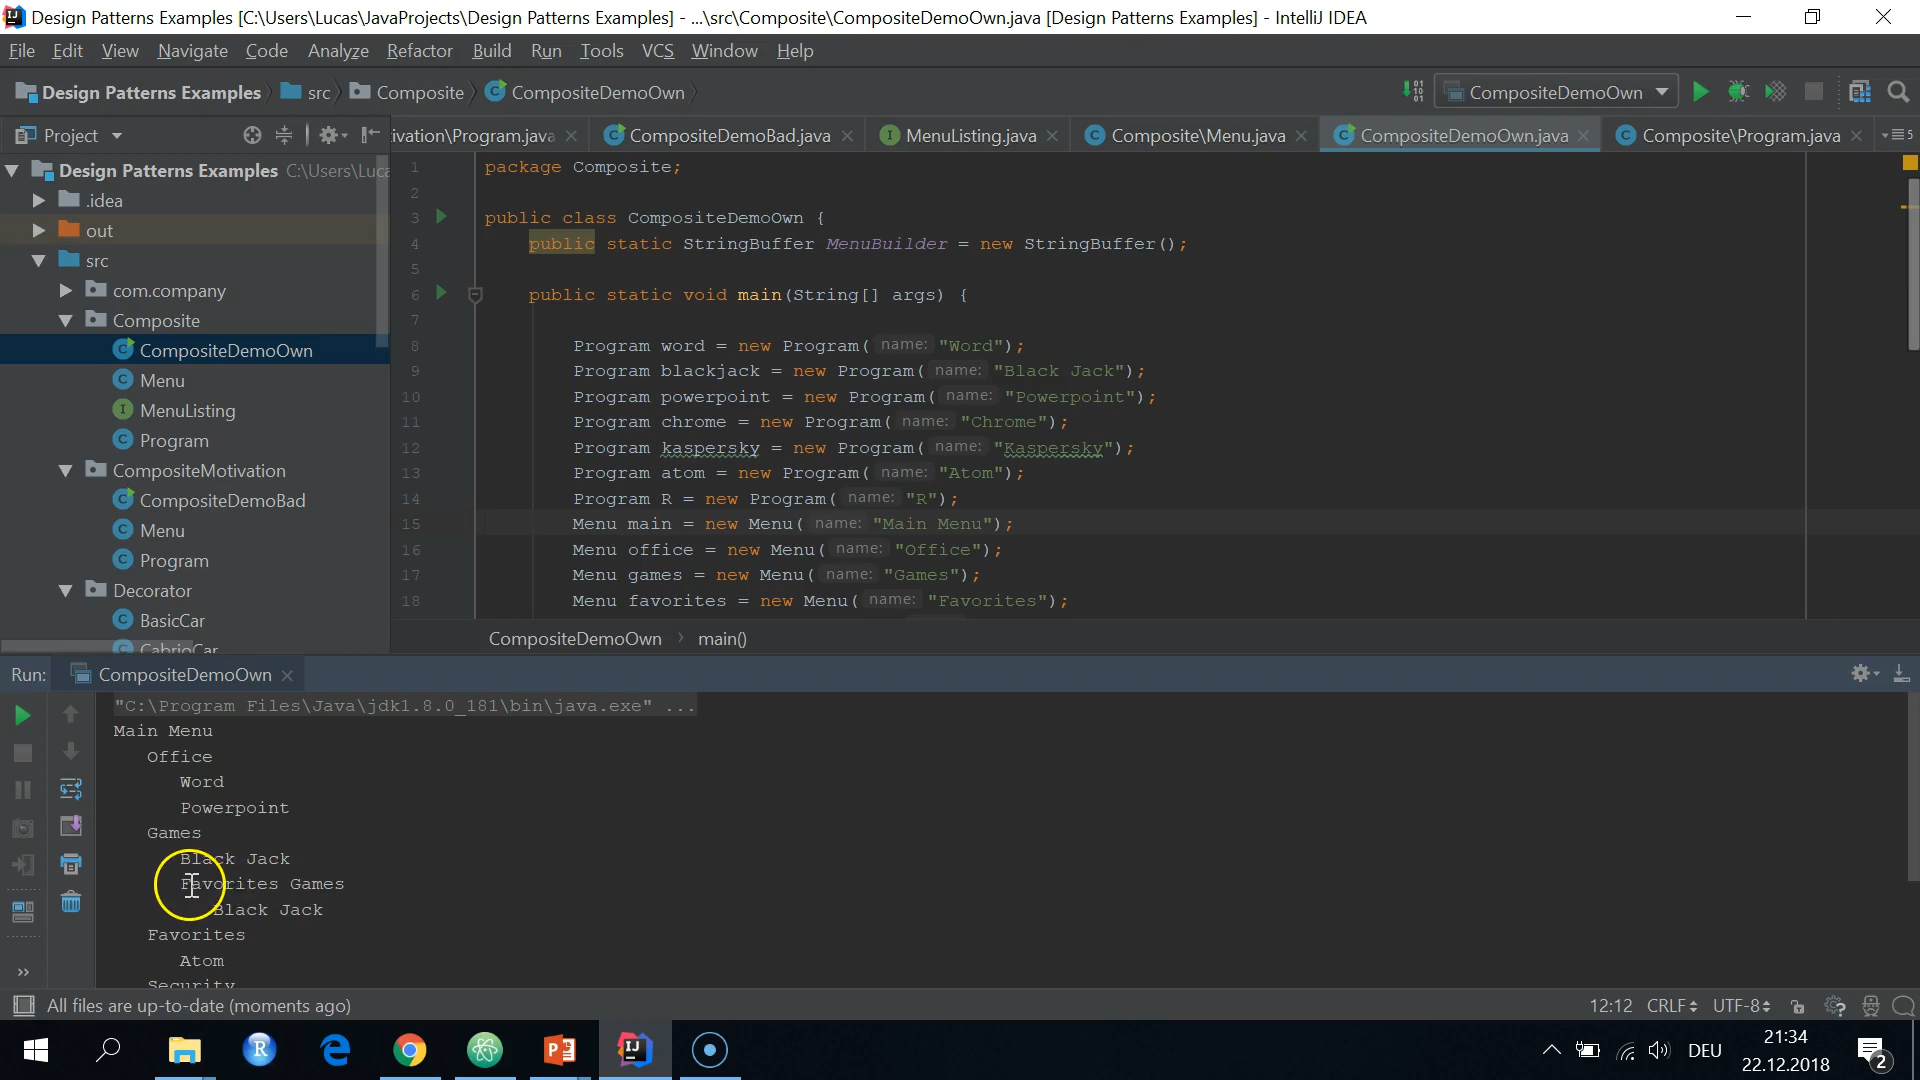 Design Patterns Examples [C:\Users\Lucas\JavaProjects\Design Patterns Examples] - ...\src\Composite\CompositeDemoOwn.java [Design Patterns Examples] - IntelliJ IDEA
File Edit View Navigate Code Analyze Refactor Build Run Tools VCS Window Help
Design Patterns Examples src Composite CompositeDemoOwn CompositeDemoOwn
Project ivation\Program.java CompositeDemoBad.java MenuListing.java Composite\Menu.java CompositeDemoOwn.java Composite\Program.java 5
Design Patterns Examples C:\Users\Luca
.idea
out
src
com.company
Composite
CompositeDemoOwn
Menu
MenuListing
Program
CompositeMotivation
CompositeDemoBad
Menu
Program
Decorator
BasicCar
CabrioCar
1 package Composite;
2
3 public class CompositeDemoOwn {
4 public static StringBuffer MenuBuilder = new StringBuffer();
5
6 public static void main(String[] args) {
7
8 Program word = new Program( name: "Word");
9 Program blackjack = new Program( name: "Black Jack");
10 Program powerpoint = new Program( name: "Powerpoint");
11 Program chrome = new Program( name: "Chrome");
12 Program kaspersky = new Program( name: "Kaspersky");
13 Program atom = new Program( name: "Atom");
14 Program R = new Program( name: "R");
15 Menu main = new Menu( name: "Main Menu");
16 Menu office = new Menu( name: "Office");
17 Menu games = new Menu( name: "Games");
18 Menu favorites = new Menu( name: "Favorites");
CompositeDemoOwn main()
Run: CompositeDemoOwn
"C:\Program Files\Java\jdk1.8.0_181\bin\java.exe" ...
Main Menu
Office
Word
Powerpoint
Games
Black Jack
Favorites Games
Black Jack
Favorites
Atom
Security
All files are up-to-date (moments ago) 12:12 CRLF UTF-8
DEU 21:34
22.12.2018
2